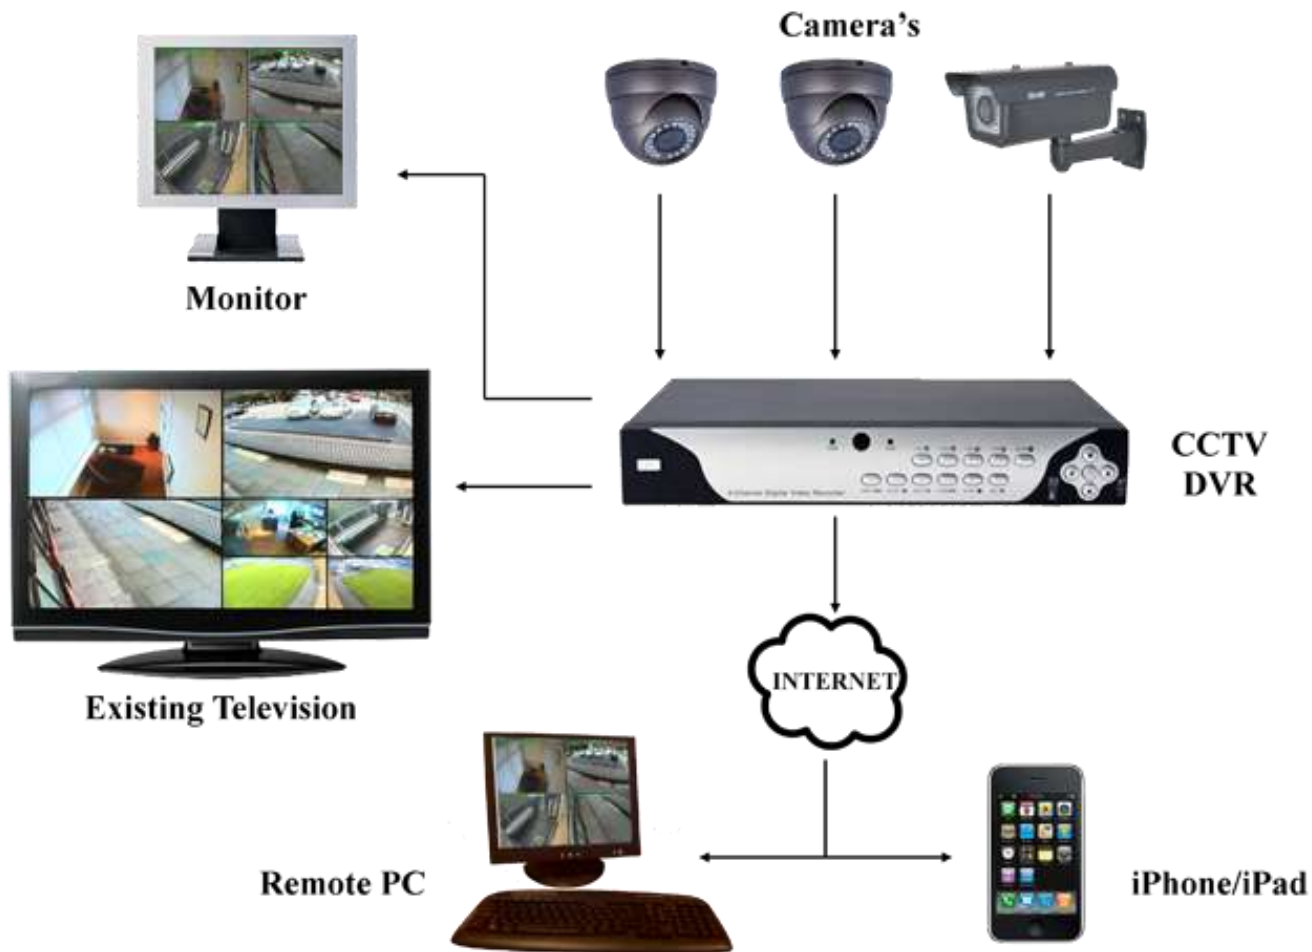 Camera's
Monitor
CCTV
DVR
Existing Television
INTERNET
Remote PC
iPhone/iPad